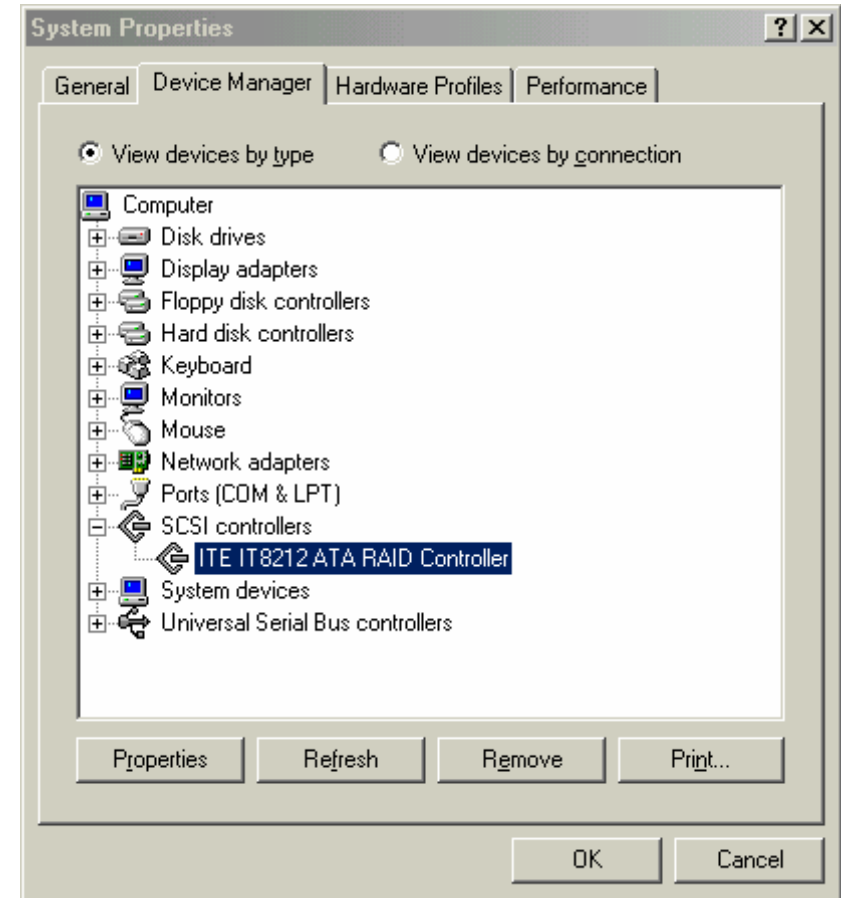 System Properties
General Device Manager Hardware Profiles Performance
View devices by type View devices by connection
Computer
Disk drives
Display adapters
Floppy disk controllers
Hard disk controllers
Keyboard
Monitors
Mouse
Network adapters
Ports (COM & LPT)
SCSI controllers
ITE IT8212 ATA RAID Controller
System devices
Universal Serial Bus controllers
Properties Refresh Remove Print...
OK Cancel